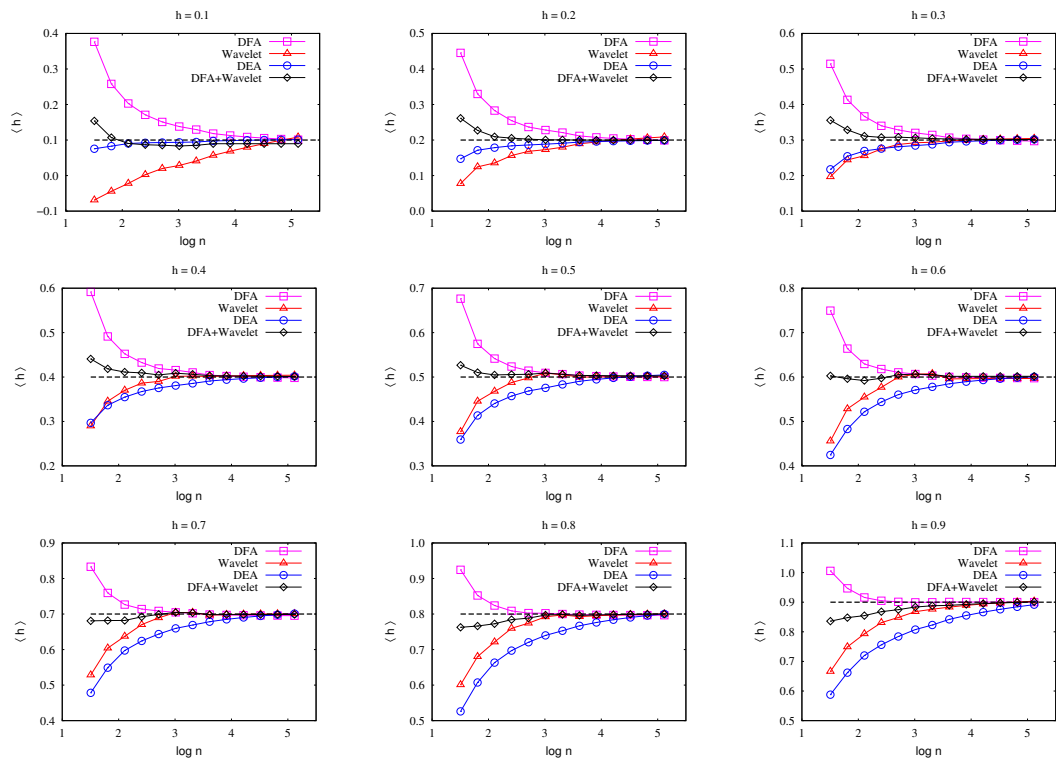 h = 0.1
0.4
0.3
0.2
0.1
0.0
−0.1
⟨ h ⟩
1
2
3
4
5
log n
DFA
Wavelet
DEA
DFA+Wavelet
h = 0.2
0.5
0.4
0.3
0.2
0.1
0.0
⟨ h ⟩
1
2
3
4
5
log n
DFA
Wavelet
DEA
DFA+Wavelet
h = 0.3
0.6
0.5
0.4
0.3
0.2
0.1
⟨ h ⟩
1
2
3
4
5
log n
DFA
Wavelet
DEA
DFA+Wavelet
h = 0.4
0.6
0.5
0.4
0.3
0.2
⟨ h ⟩
1
2
3
4
5
log n
DFA
Wavelet
DEA
DFA+Wavelet
h = 0.5
0.7
0.6
0.5
0.4
0.3
⟨ h ⟩
1
2
3
4
5
log n
DFA
Wavelet
DEA
DFA+Wavelet
h = 0.6
0.8
0.7
0.6
0.5
0.4
⟨ h ⟩
1
2
3
4
5
log n
DFA
Wavelet
DEA
DFA+Wavelet
h = 0.7
0.9
0.8
0.7
0.6
0.5
0.4
⟨ h ⟩
1
2
3
4
5
log n
DFA
Wavelet
DEA
DFA+Wavelet
h = 0.8
1.0
0.9
0.8
0.7
0.6
0.5
⟨ h ⟩
1
2
3
4
5
log n
DFA
Wavelet
DEA
DFA+Wavelet
h = 0.9
1.1
1.0
0.9
0.8
0.7
0.6
0.5
⟨ h ⟩
1
2
3
4
5
log n
DFA
Wavelet
DEA
DFA+Wavelet